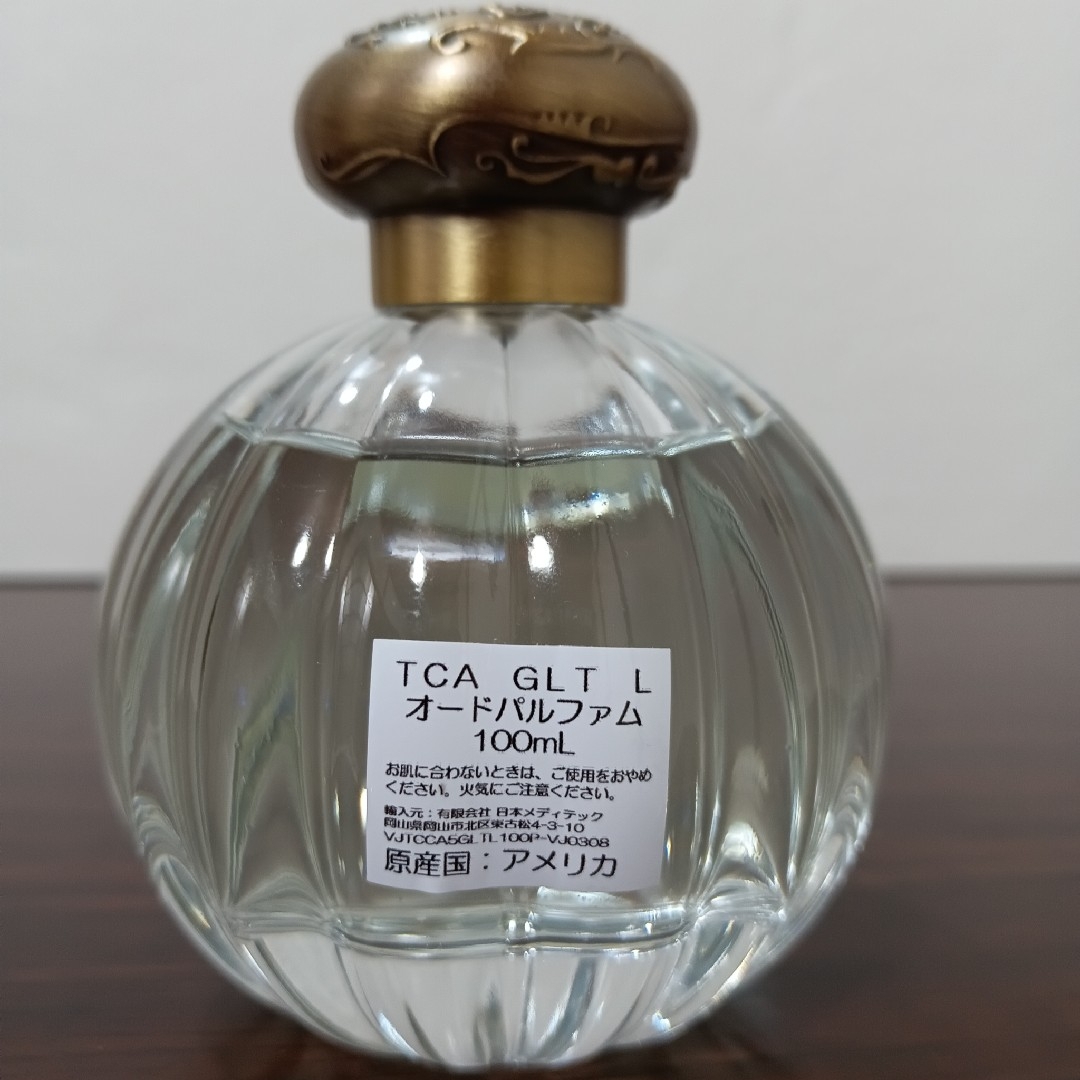 TCA GLT L
オードパルファム
100mL
お肌に合わないときは、ご使用をおやめ
ください。火気にご注意ください。
輸入元：有限会社 日本メディテック
岡山県岡山市北区東古松4-3-10
VJTCCA5GLTL100P-VJ0308
原産国：アメリカ